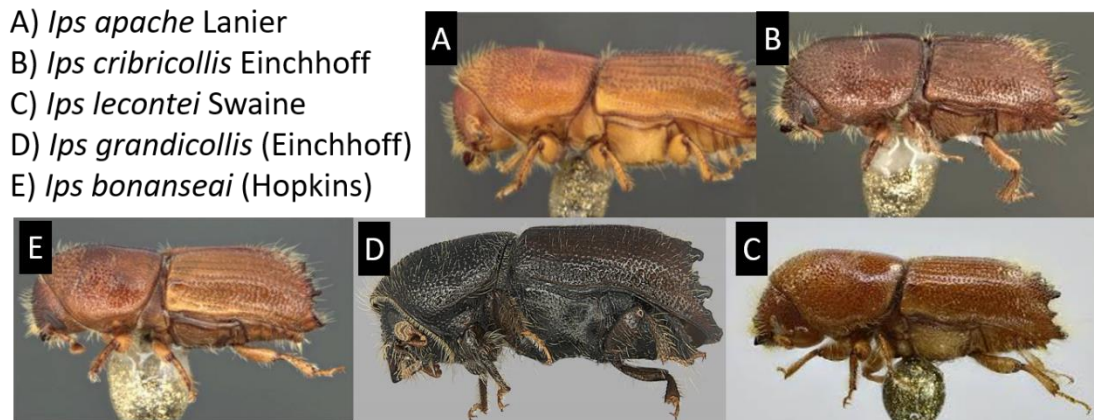 A) Ips apache Lanier
B) Ips cribricollis Einchhoff
C) Ips lecontei Swaine
D) Ips grandicollis (Einchhoff)
E) Ips bonanseai (Hopkins)
A
B
E
D
C